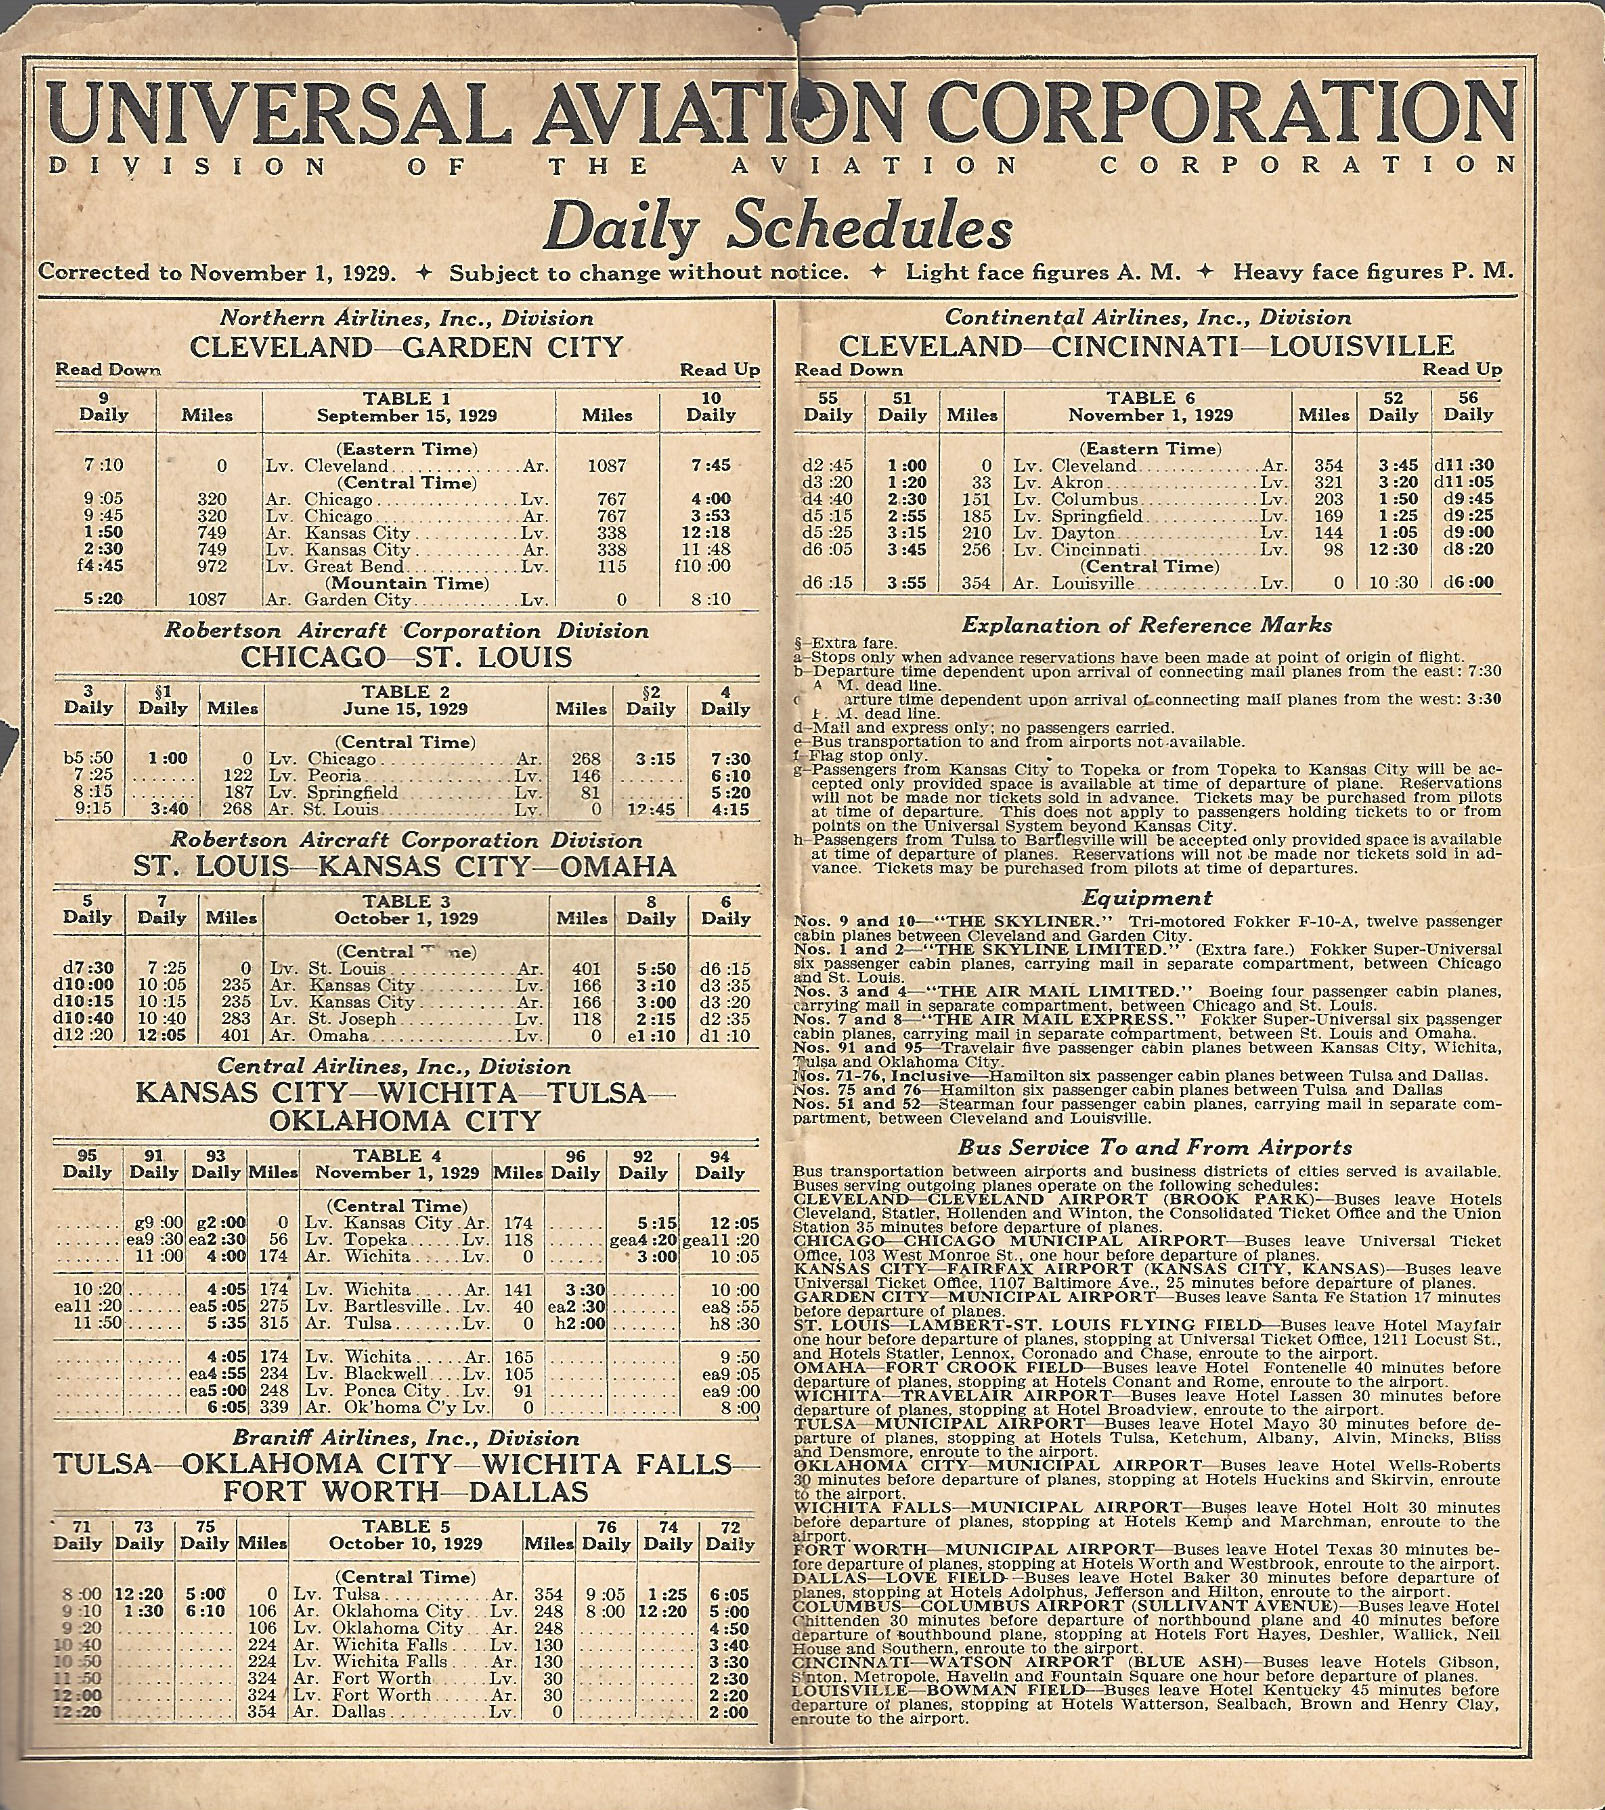 UNIVERSAL AVIATION CORPORATION
DIVISION OF THE AVIATION CORPORATION
Daily Schedules
Corrected to November 1, 1929. ✦ Subject to change without notice. ✦ Light face figures A. M. ✦ Heavy face figures P. M.
Northern Airlines, Inc., Division
CLEVELAND—GARDEN CITY
Read Down Read Up
9 TABLE 1 10
Daily Miles September 15, 1929 Miles Daily
(Eastern Time)
7:10 0 Lv. Cleveland Ar. 1087 7:45
(Central Time)
9:05 320 Ar. Chicago Lv. 767 4:00
9:45 320 Lv. Chicago Ar. 767 3:53
1:50 749 Ar. Kansas City Lv. 338 12:18
2:30 749 Lv. Kansas City Ar. 338 11:48
f4:45 972 Lv. Great Bend Lv. 115 f10:00
(Mountain Time)
5:20 1087 Ar. Garden City Lv. 0 8:10
Robertson Aircraft Corporation Division
CHICAGO—ST. LOUIS
3 §1 TABLE 2 §2 4
Daily Daily Miles June 15, 1929 Miles Daily Daily
(Central Time)
b5:50 1:00 0 Lv. Chicago Ar. 268 3:15 7:30
7:25 ....... 122 Lv. Peoria Lv. 146 ....... 6:10
8:15 ....... 187 Lv. Springfield Lv. 81 ....... 5:20
9:15 3:40 268 Ar. St. Louis Lv. 0 12:45 4:15
Robertson Aircraft Corporation Division
ST. LOUIS—KANSAS CITY—OMAHA
5 7 TABLE 3 8 6
Daily Daily Miles October 1, 1929 Miles Daily Daily
(Central T me)
d7:30 7:25 0 Lv. St. Louis Ar. 401 5:50 d6:15
d10:00 10:05 235 Ar. Kansas City Lv. 166 3:10 d3:35
d10:15 10:15 235 Lv. Kansas City Ar. 166 3:00 d3:20
d10:40 10:40 283 Ar. St. Joseph Lv. 118 2:15 d2:35
d12:20 12:05 401 Ar. Omaha Lv. 0 e1:10 d1:10
Central Airlines, Inc., Division
KANSAS CITY—WICHITA—TULSA—
OKLAHOMA CITY
95 91 93 TABLE 4 96 92 94
Daily Daily Daily Miles November 1, 1929 Miles Daily Daily Daily
(Central Time)
....... g9:00 g2:00 0 Lv. Kansas City Ar. 174 ...... 5:15 12:05
....... ea9:30 ea2:30 56 Lv. Topeka Lv. 118 ...... gea4:20 gea11:20
....... 11:00 4:00 174 Ar. Wichita Lv. 0 ...... 3:00 10:05
10:20 ...... 4:05 174 Lv. Wichita Ar. 141 3:30 ....... 10:00
ea11:20 ...... ea5:05 275 Lv. Bartlesville Lv. 40 ea2:30 ....... ea8:55
11:50 ...... 5:35 315 Ar. Tulsa Lv. 0 h2:00 ....... h8:30
....... ...... 4:05 174 Lv. Wichita Ar. 165 ...... ....... 9:50
....... ...... ea4:55 234 Lv. Blackwell Lv. 105 ...... ....... ea9:05
....... ...... ea5:00 248 Lv. Ponca City Lv. 91 ...... ....... ea9:00
....... ...... 6:05 339 Ar. Ok'homa C'y Lv. 0 ...... ....... 8:00
Braniff Airlines, Inc., Division
TULSA—OKLAHOMA CITY—WICHITA FALLS—
FORT WORTH—DALLAS
71 73 75 TABLE 5 76 74 72
Daily Daily Daily Miles October 10, 1929 Miles Daily Daily Daily
(Central Time)
8:00 12:20 5:00 0 Lv. Tulsa Ar. 354 9:05 1:25 6:05
9:10 1:30 6:10 106 Ar. Oklahoma City Lv. 248 8:00 12:20 5:00
9:20 ...... ...... 106 Lv. Oklahoma City Ar. 248 ...... ...... 4:50
10:40 ...... ...... 224 Ar. Wichita Falls Lv. 130 ...... ...... 3:40
10:50 ...... ...... 224 Lv. Wichita Falls Ar. 130 ...... ...... 3:30
11:50 ...... ...... 324 Ar. Fort Worth Lv. 30 ...... ...... 2:30
12:00 ...... ...... 324 Lv. Fort Worth Ar. 30 ...... ...... 2:20
12:20 ...... ...... 354 Ar. Dallas Lv. 0 ...... ...... 2:00
Continental Airlines, Inc., Division
CLEVELAND—CINCINNATI—LOUISVILLE
Read Down Read Up
55 51 TABLE 6 52 56
Daily Daily Miles November 1, 1929 Miles Daily Daily
(Eastern Time)
d2:45 1:00 0 Lv. Cleveland Ar. 354 3:45 d11:30
d3:20 1:20 33 Lv. Akron Lv. 321 3:20 d11:05
d4:40 2:30 151 Lv. Columbus Lv. 203 1:50 d9:45
d5:15 2:55 185 Lv. Springfield Lv. 169 1:25 d9:25
d5:25 3:15 210 Lv. Dayton Lv. 144 1:05 d9:00
d6:05 3:45 256 Lv. Cincinnati Lv. 98 12:30 d8:20
(Central Time)
d6:15 3:55 354 Ar. Louisville Lv. 0 10:30 d6:00
Explanation of Reference Marks
§—Extra fare.
a—Stops only when advance reservations have been made at point of origin of flight.
b—Departure time dependent upon arrival of connecting mail planes from the east: 7:30
A M. dead line.
c arture time dependent upon arrival of connecting mail planes from the west: 3:30
P. M. dead line.
d—Mail and express only; no passengers carried.
e—Bus transportation to and from airports not available.
f—Flag stop only.
g—Passengers from Kansas City to Topeka or from Topeka to Kansas City will be ac-
cepted only provided space is available at time of departure of plane. Reservations
will not be made nor tickets sold in advance. Tickets may be purchased from pilots
at time of departure. This does not apply to passengers holding tickets to or from
points on the Universal System beyond Kansas City.
h—Passengers from Tulsa to Bartlesville will be accepted only provided space is available
at time of departure of planes. Reservations will not be made nor tickets sold in ad-
vance. Tickets may be purchased from pilots at time of departures.
Equipment
Nos. 9 and 10—"THE SKYLINER." Tri-motored Fokker F-10-A, twelve passenger
cabin planes between Cleveland and Garden City.
Nos. 1 and 2—"THE SKYLINE LIMITED." (Extra fare.) Fokker Super-Universal
six passenger cabin planes, carrying mail in separate compartment, between Chicago
and St. Louis.
Nos. 3 and 4—"THE AIR MAIL LIMITED." Boeing four passenger cabin planes,
carrying mail in separate compartment, between Chicago and St. Louis.
Nos. 7 and 8—"THE AIR MAIL EXPRESS." Fokker Super-Universal six passenger
cabin planes, carrying mail in separate compartment, between St. Louis and Omaha.
Nos. 91 and 95—Travelair five passenger cabin planes between Kansas City, Wichita,
Tulsa and Oklahoma City.
Nos. 71-76, Inclusive—Hamilton six passenger cabin planes between Tulsa and Dallas.
Nos. 75 and 76—Hamilton six passenger cabin planes between Tulsa and Dallas
Nos. 51 and 52—Stearman four passenger cabin planes, carrying mail in separate com-
partment, between Cleveland and Louisville.
Bus Service To and From Airports
Bus transportation between airports and business districts of cities served is available.
Buses serving outgoing planes operate on the following schedules:
CLEVELAND—CLEVELAND AIRPORT (BROOK PARK)—Buses leave Hotels
Cleveland, Statler, Hollenden and Winton, the Consolidated Ticket Office and the Union
Station 35 minutes before departure of planes.
CHICAGO—CHICAGO MUNICIPAL AIRPORT—Buses leave Universal Ticket
Office, 103 West Monroe St., one hour before departure of planes.
KANSAS CITY—FAIRFAX AIRPORT (KANSAS CITY, KANSAS)—Buses leave
Universal Ticket Office, 1107 Baltimore Ave., 25 minutes before departure of planes.
GARDEN CITY—MUNICIPAL AIRPORT—Buses leave Santa Fe Station 17 minutes
before departure of planes.
ST. LOUIS—LAMBERT-ST. LOUIS FLYING FIELD—Buses leave Hotel Mayfair
one hour before departure of planes, stopping at Universal Ticket Office, 1211 Locust St.,
and Hotels Statler, Lennox, Coronado and Chase, enroute to the airport.
OMAHA—FORT CROOK FIELD—Buses leave Hotel Fontenelle 40 minutes before
departure of planes, stopping at Hotels Conant and Rome, enroute to the airport.
WICHITA—TRAVELAIR AIRPORT—Buses leave Hotel Lassen 30 minutes before
departure of planes, stopping at Hotel Broadview, enroute to the airport.
TULSA—MUNICIPAL AIRPORT—Buses leave Hotel Mayo 30 minutes before de-
parture of planes, stopping at Hotels Tulsa, Ketchum, Albany, Alvin, Mincks, Bliss
and Densmore, enroute to the airport.
OKLAHOMA CITY—MUNICIPAL AIRPORT—Buses leave Hotel Wells-Roberts
30 minutes before departure of planes, stopping at Hotels Huckins and Skirvin, enroute
to the airport.
WICHITA FALLS—MUNICIPAL AIRPORT—Buses leave Hotel Holt 30 minutes
before departure of planes, stopping at Hotels Kemp and Marchman, enroute to the
airport.
FORT WORTH—MUNICIPAL AIRPORT—Buses leave Hotel Texas 30 minutes be-
fore departure of planes, stopping at Hotels Worth and Westbrook, enroute to the airport.
DALLAS—LOVE FIELD—Buses leave Hotel Baker 30 minutes before departure of
planes, stopping at Hotels Adolphus, Jefferson and Hilton, enroute to the airport.
COLUMBUS—COLUMBUS AIRPORT (SULLIVANT AVENUE)—Buses leave Hotel
Chittenden 30 minutes before departure of northbound plane and 40 minutes before
departure of southbound plane, stopping at Hotels Fort Hayes, Deshler, Wallick, Neil
House and Southern, enroute to the airport.
CINCINNATI—WATSON AIRPORT (BLUE ASH)—Buses leave Hotels Gibson,
Sinton, Metropole, Havelin and Fountain Square one hour before departure of planes.
LOUISVILLE—BOWMAN FIELD—Buses leave Hotel Kentucky 45 minutes before
departure of planes, stopping at Hotels Watterson, Sealbach, Brown and Henry Clay,
enroute to the airport.